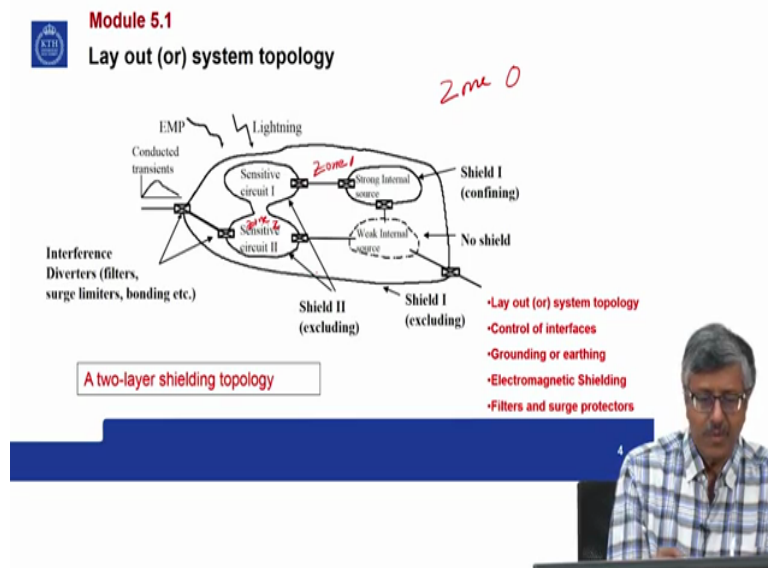 Module 5.1
KTH
Lay out (or) system topology
Zone 0
EMP
Lightning
Conducted
transients
Zone 1
Sensitive
circuit I
Strong Internal
source
Shield I
(confining)
Zone 2
Sensitive
circuit II
Weak Internal
source
No shield
Interference
Diverters (filters,
surge limiters, bonding etc.)
Shield II
(excluding)
Shield I
(excluding)
•Lay out (or) system topology
•Control of interfaces
•Grounding or earthing
•Electromagnetic Shielding
•Filters and surge protectors
A two-layer shielding topology
4